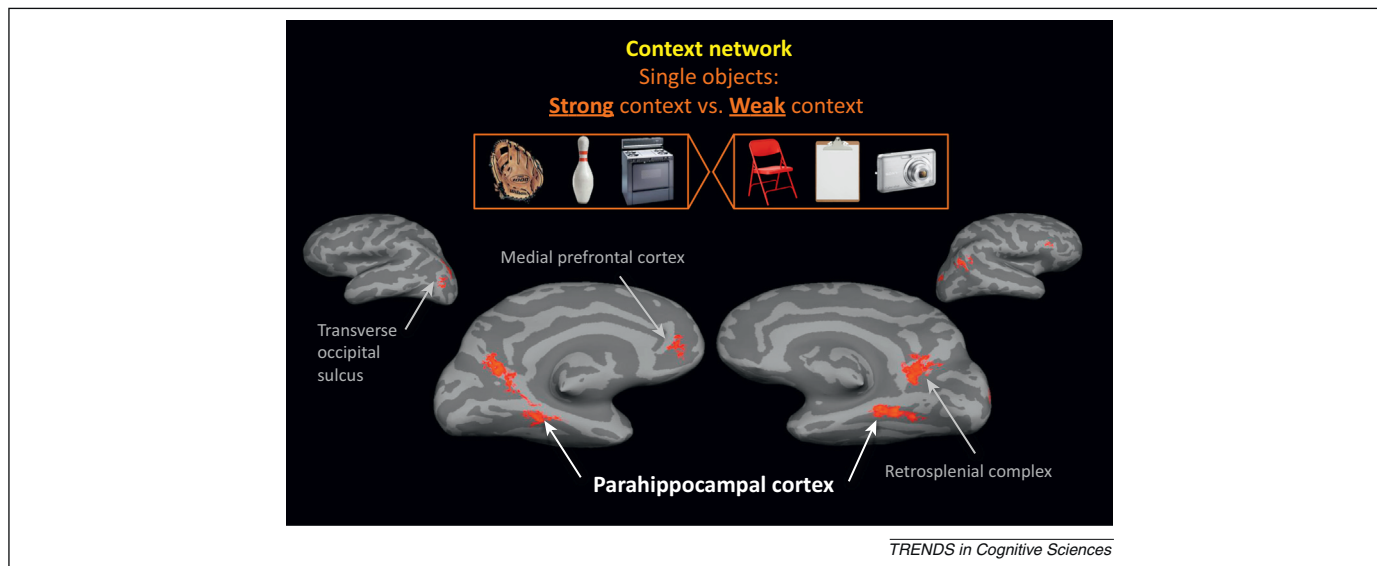 Context network
Single objects:
Strong context vs. Weak context
Medial prefrontal cortex
Transverse
occipital
sulcus
Retrosplenial complex
Parahippocampal cortex
TRENDS in Cognitive Sciences